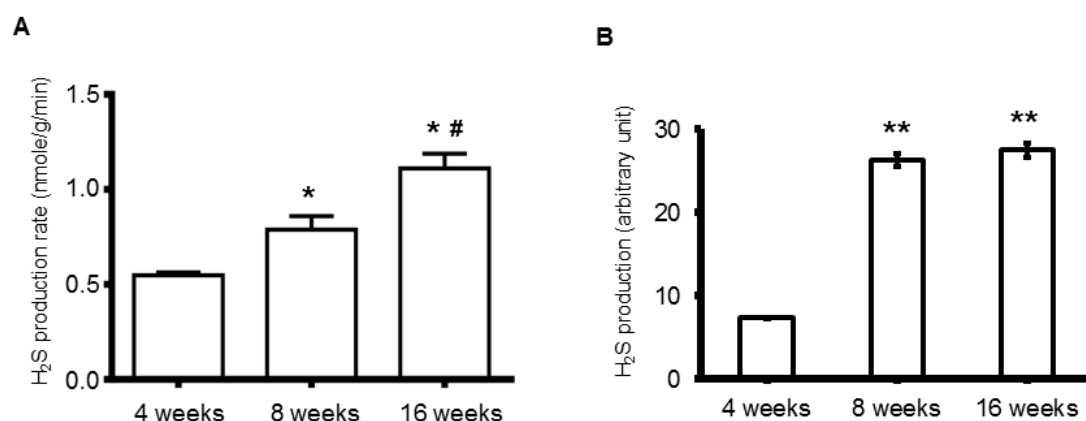 A
H₂S production rate (nmole/g/min)
1.5
1.0
0.5
0.0
*
* #
4 weeks 8 weeks 16 weeks
B
H₂S production (arbitrary unit)
30
20
10
0
** **
4 weeks 8 weeks 16 weeks